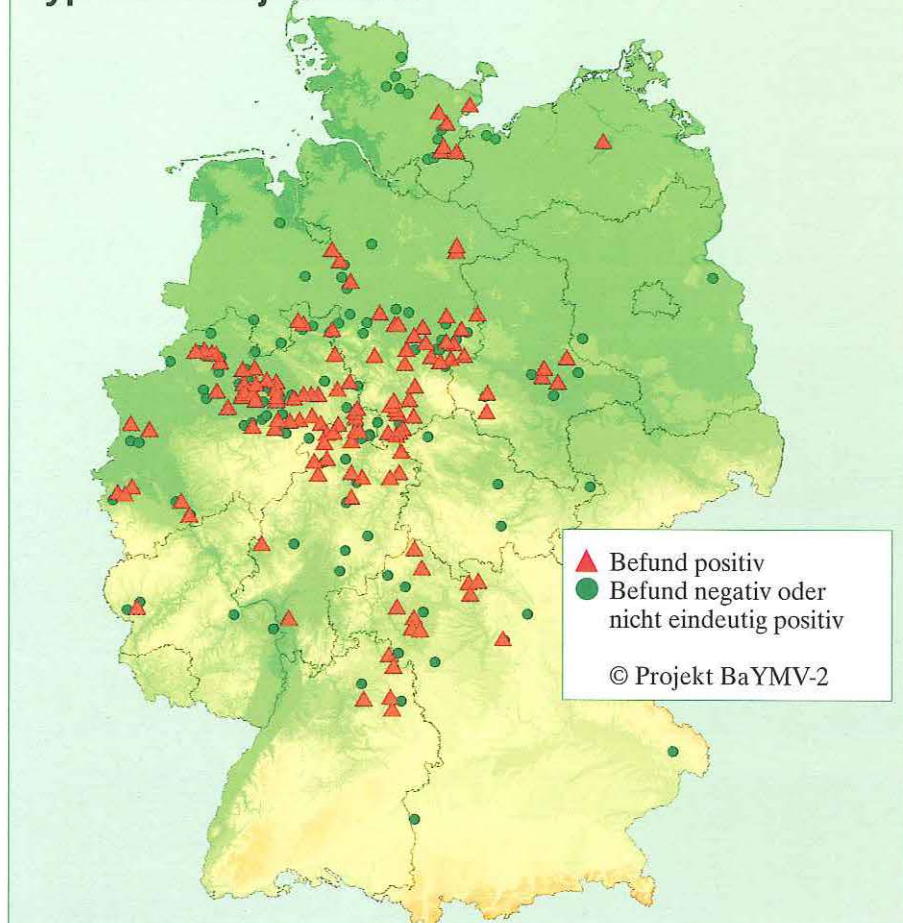 Befund positiv
Befund negativ oder
nicht eindeutig positiv
© Projekt BaYMV-2